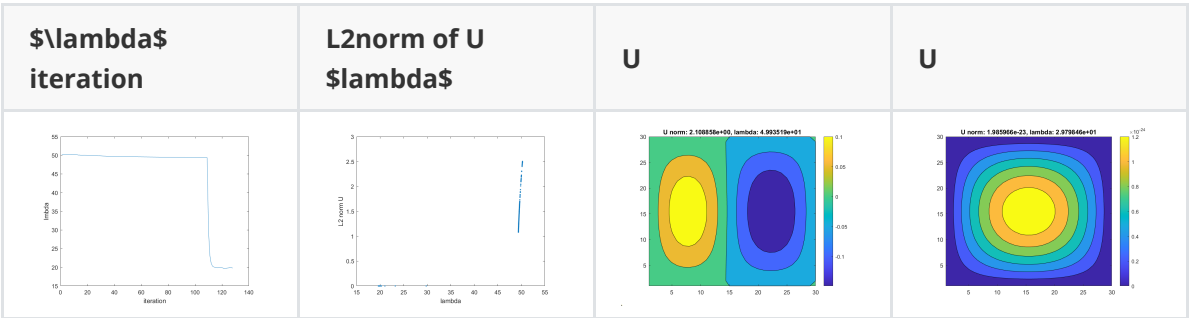 $\lambda$
iteration
L2norm of U
$lambda$
U
U
55
50
45
40
35
30
25
20
15
0 20 40 60 80 100 120 140
lmbda
iteration
3
2.5
2
1.5
1
0.5
0
15 20 25 30 35 40 45 50 55
L2 norm U
lambda
U norm: 2.108858e+00, lambda: 4.993519e+01
30
25
20
15
10
5
5 10 15 20 25 30
0.1
0.05
0
-0.05
-0.1
U norm: 1.985966e-23, lambda: 2.979846e+01
30
25
20
15
10
5
5 10 15 20 25 30
×10-24
1.2
1
0.8
0.6
0.4
0.2
0